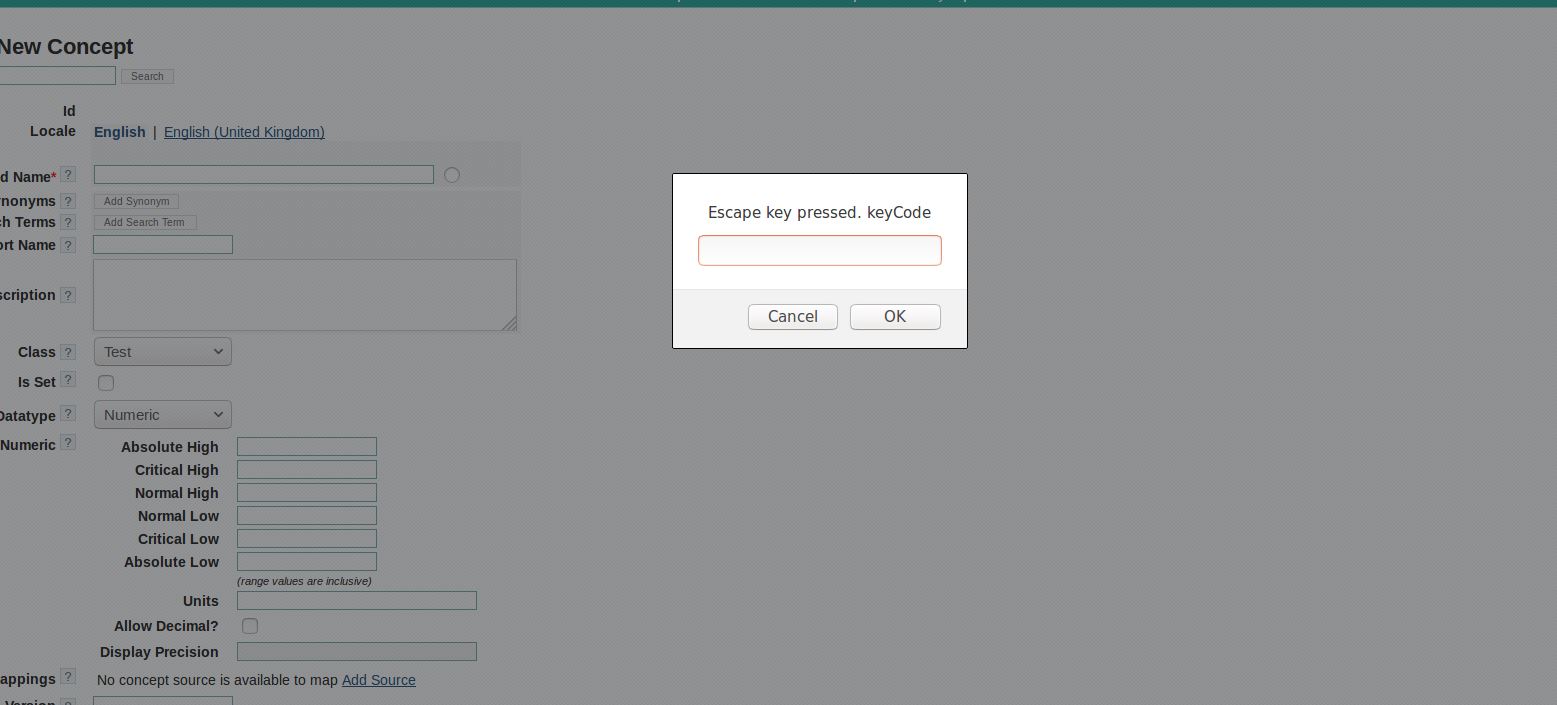 New Concept
Search
Id
Locale English | English (United Kingdom)
d Name* ?
nonyms ? Add Synonym
ch Terms ? Add Search Term
ort Name ?
scription ?
Class ? Test
Is Set ?
Datatype ? Numeric
Numeric ?
Absolute High
Critical High
Normal High
Normal Low
Critical Low
Absolute Low
(range values are inclusive)
Units
Allow Decimal?
Display Precision
appings ? No concept source is available to map Add Source
Version ?
Escape key pressed. keyCode
Cancel OK